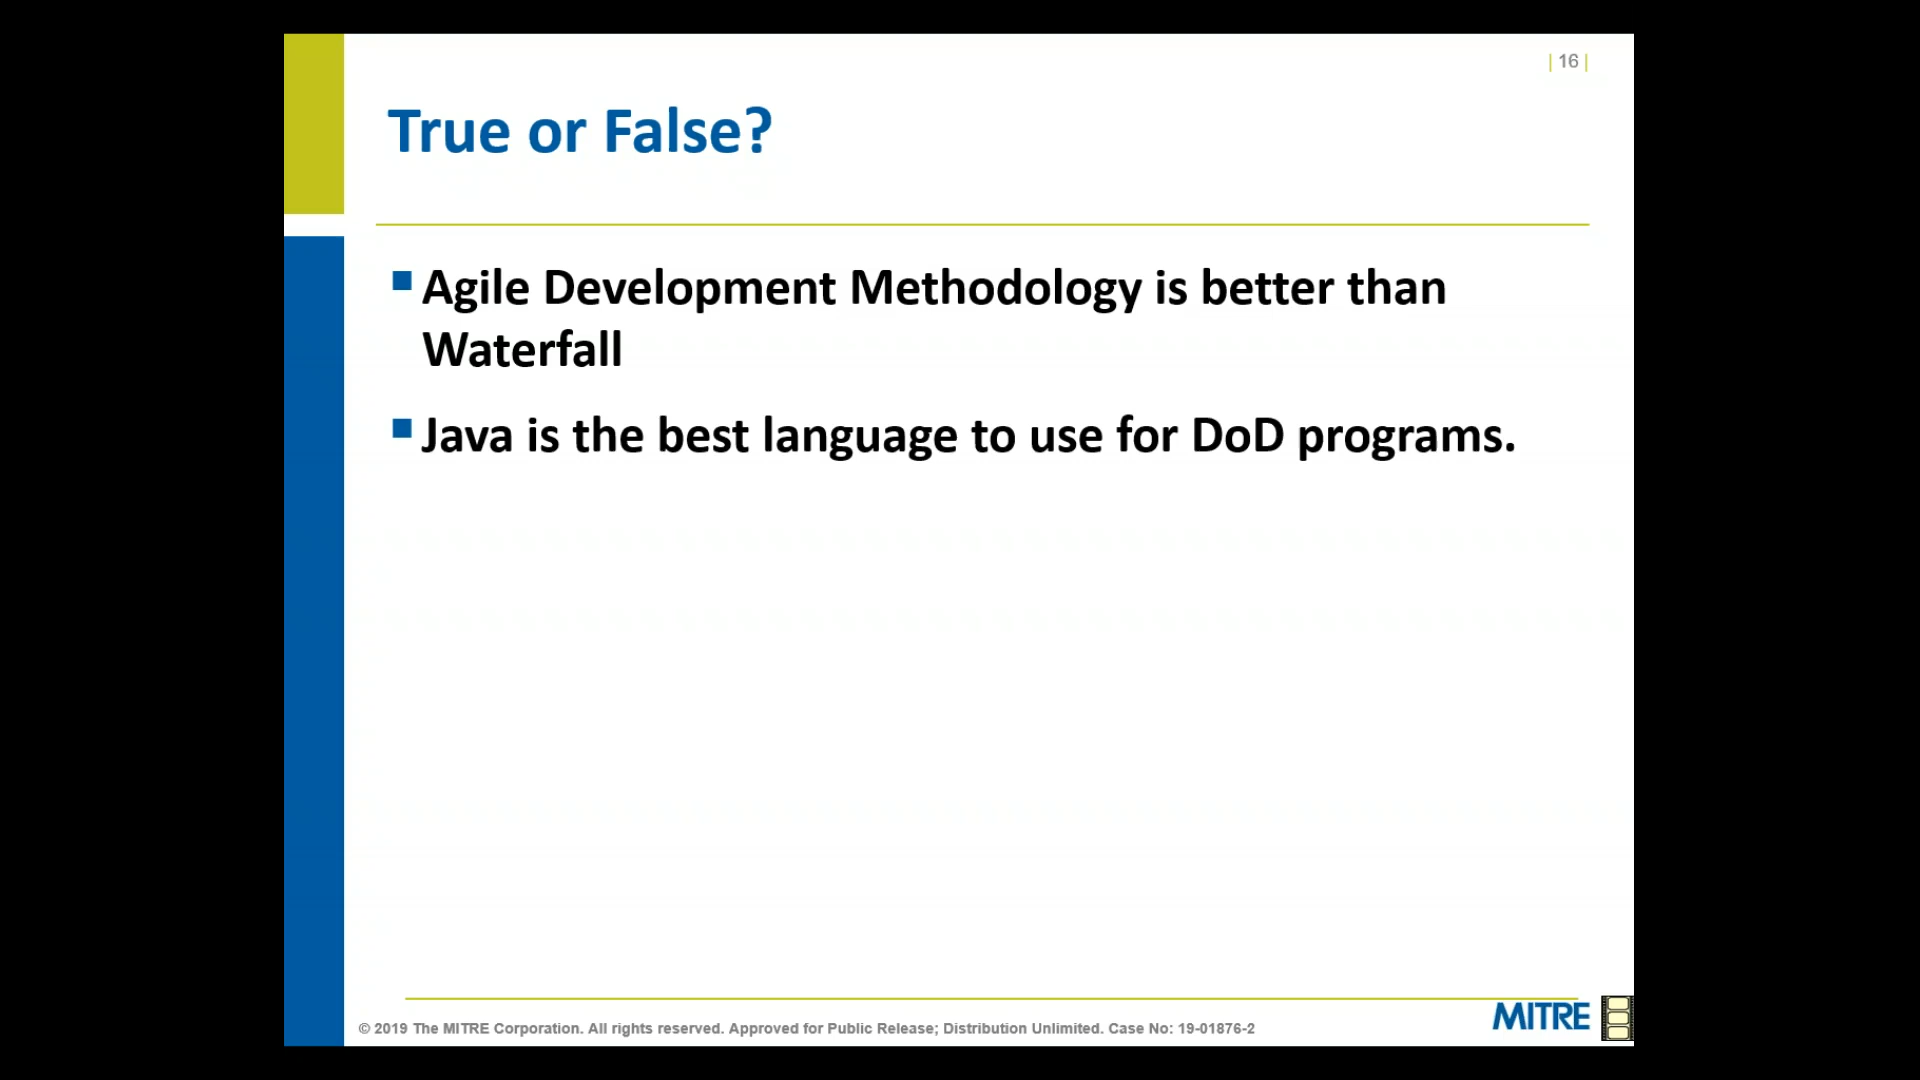 | 16 |
True or False?
Agile Development Methodology is better than
Waterfall
Java is the best language to use for DoD programs.
MITRE
© 2019 The MITRE Corporation. All rights reserved. Approved for Public Release; Distribution Unlimited. Case No: 19-01876-2